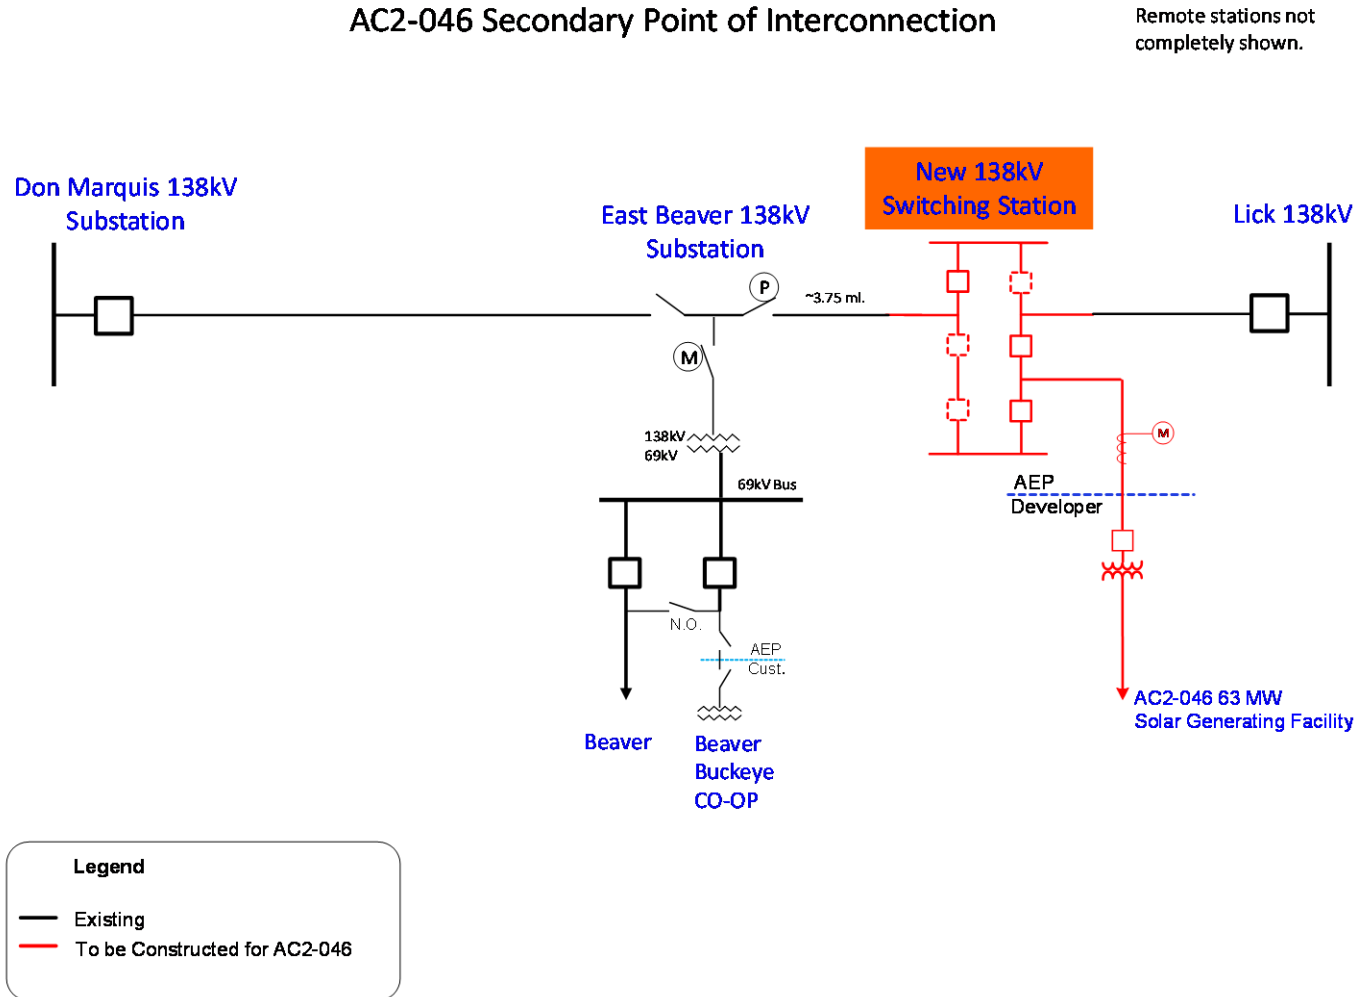 AC2-046 Secondary Point of Interconnection
Remote stations not
completely shown.
Don Marquis 138kV
Substation
East Beaver 138kV
Substation
New 138kV
Switching Station
Lick 138kV
P
~3.75 ml.
M
138kV
69kV
69kV Bus
M
AEP
Developer
N.O.
AEP
Cust.
Beaver
Beaver
Buckeye
CO-OP
AC2-046 63 MW
Solar Generating Facility
Legend
Existing
To be Constructed for AC2-046